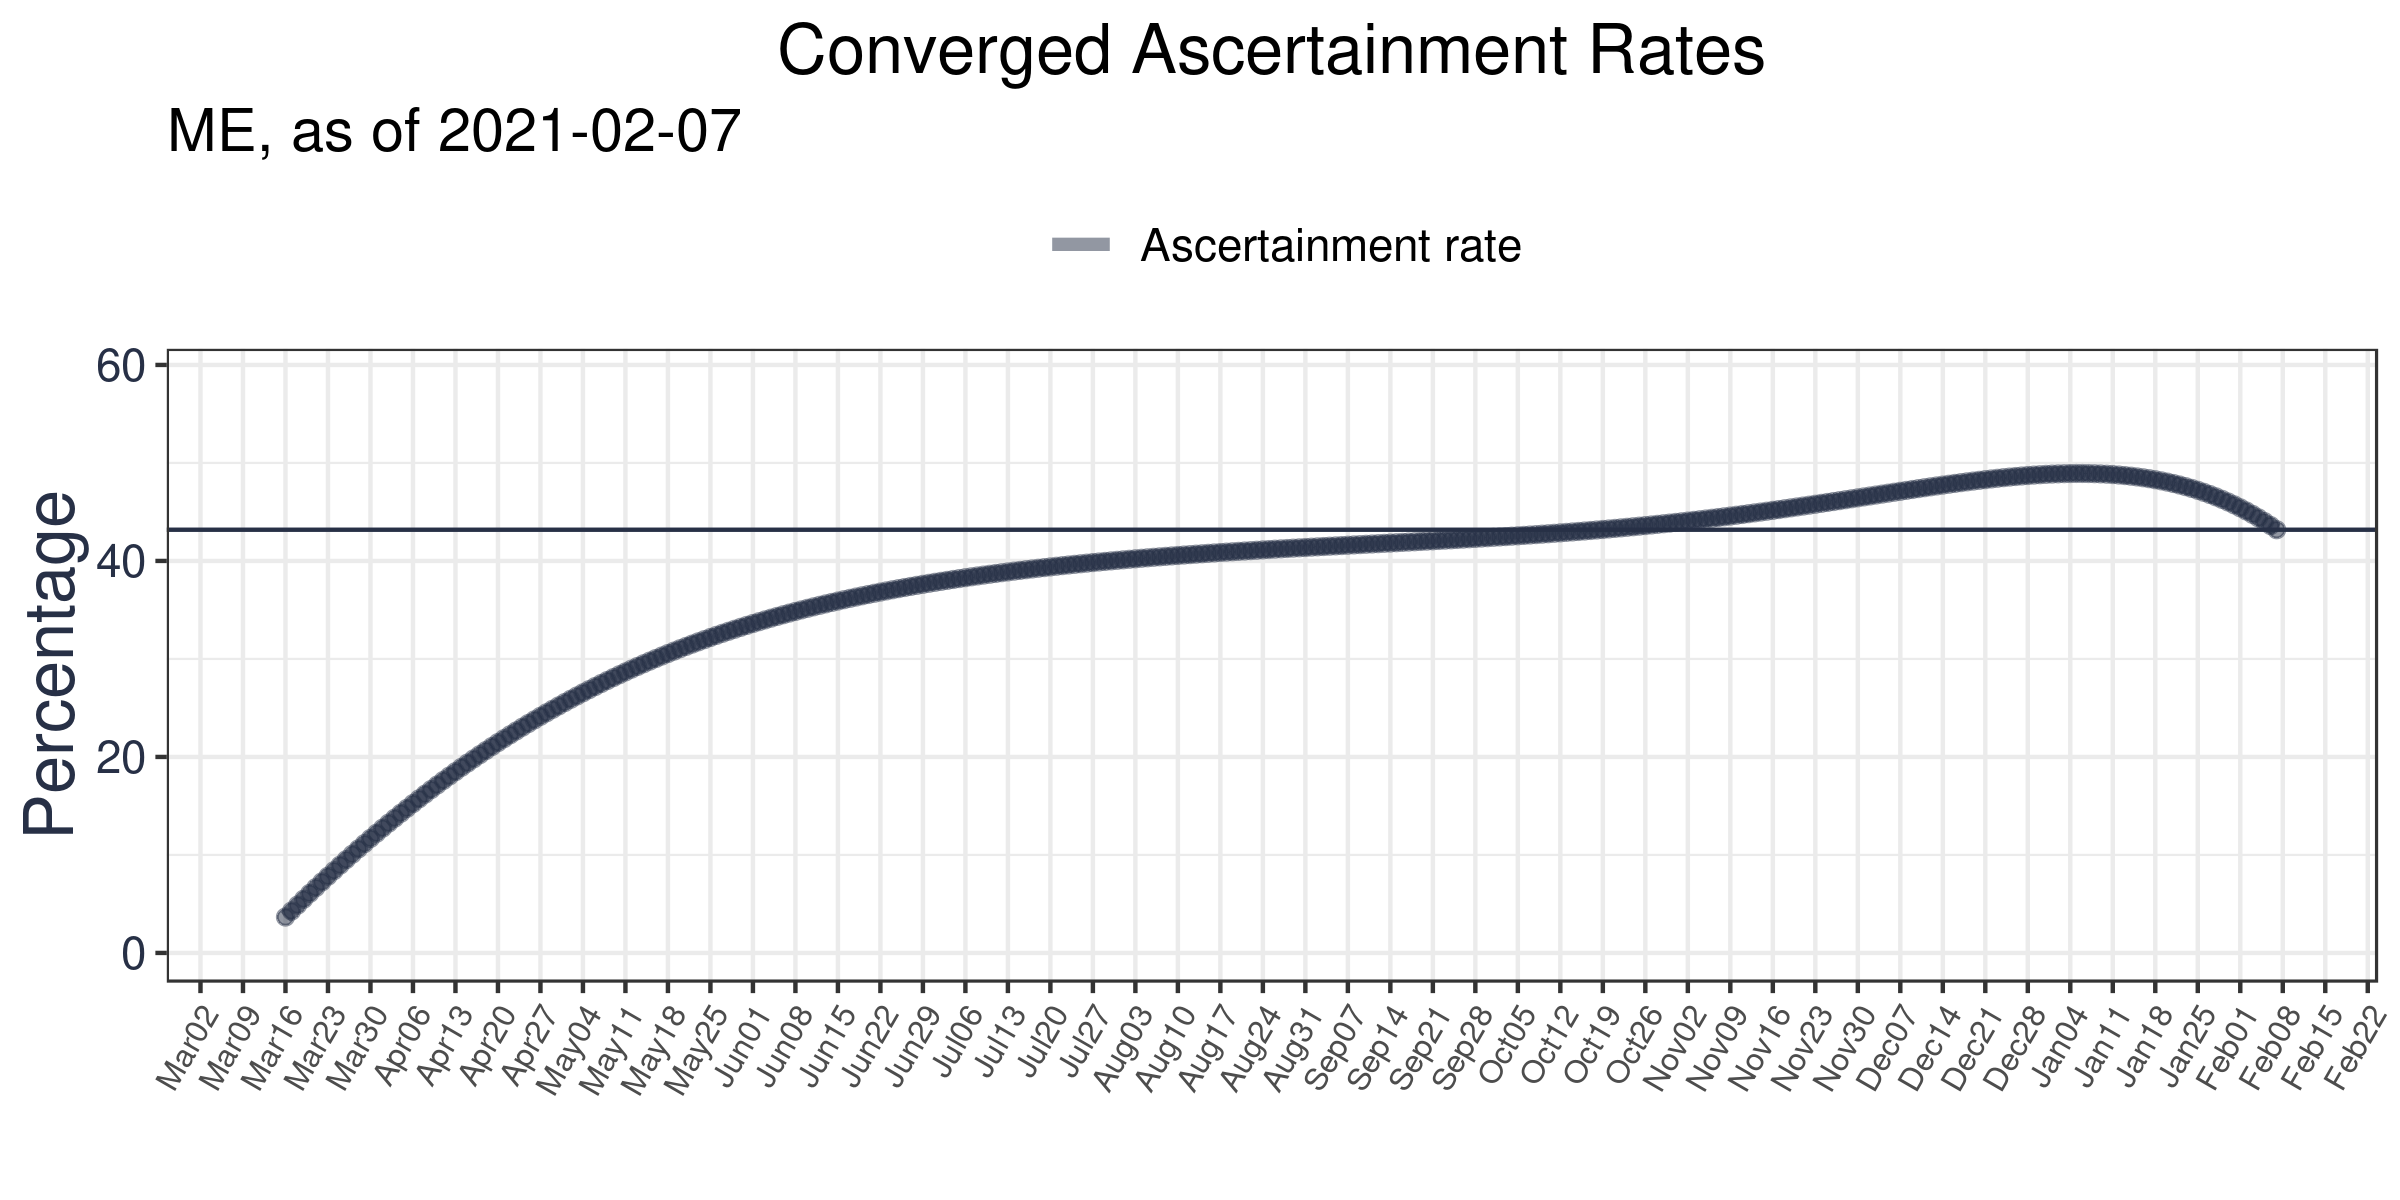 Converged Ascertainment Rates
ME, as of 2021-02-07
Ascertainment rate
Percentage
60
40
20
0
Mar02
Mar09
Mar16
Mar23
Mar30
Apr06
Apr13
Apr20
Apr27
May04
May11
May18
May25
Jun01
Jun08
Jun15
Jun22
Jun29
Jul06
Jul13
Jul20
Jul27
Aug03
Aug10
Aug17
Aug24
Aug31
Sep07
Sep14
Sep21
Sep28
Oct05
Oct12
Oct19
Oct26
Nov02
Nov09
Nov16
Nov23
Nov30
Dec07
Dec14
Dec21
Dec28
Jan04
Jan11
Jan18
Jan25
Feb01
Feb08
Feb15
Feb22